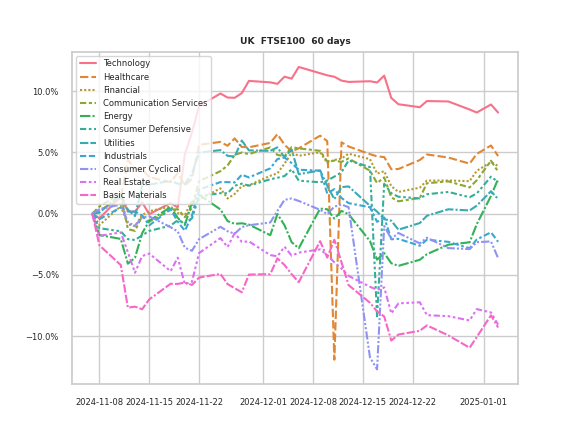 UK  FTSE100  60 days
Technology
Healthcare
Financial
Communication Services
Energy
Consumer Defensive
Utilities
Industrials
Consumer Cyclical
Real Estate
Basic Materials
10.0%
5.0%
0.0%
−5.0%
−10.0%
2024-11-08 2024-11-15 2024-11-22 2024-12-01 2024-12-08 2024-12-15 2024-12-22 2025-01-01